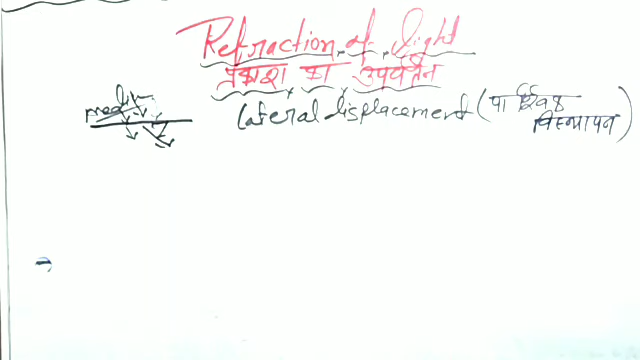 Refraction of light
प्रकाश का उपवर्तन
Lateral displacement (पार्श्विक
विस्थापन)